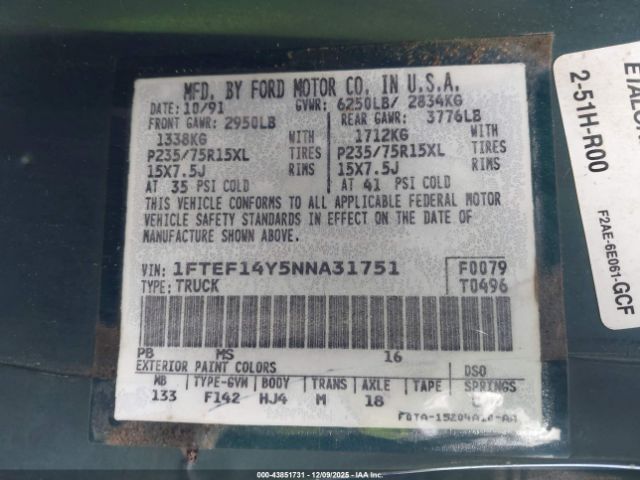 MFD. BY FORD MOTOR CO. IN U.S.A.
DATE: 10/91 GVWR: 6250LB/ 2834KG
FRONT GAWR: 2950LB REAR GAWR: 3776LB
1338KG WITH 1712KG WITH
P235/75R15XL TIRES P235/75R15XL TIRES
15X7.5J RIMS 15X7.5J RIMS
AT 35 PSI COLD AT 41 PSI COLD
THIS VEHICLE CONFORMS TO ALL APPLICABLE FEDERAL MOTOR
VEHICLE SAFETY STANDARDS IN EFFECT ON THE DATE OF
MANUFACTURE SHOWN ABOVE.
VIN: 1FTEF14Y5NNA31751 F0079
TYPE: TRUCK T0496
PB MS 16
EXTERIOR PAINT COLORS DSO
WB TYPE-GVW BODY TRANS AXLE TAPE SPRINGS
133 F142 HJ4 M 18
2-51H-R00
F2AE-6E061-GCF
000-43851731 - 12/09/2025 - IAAI.COM